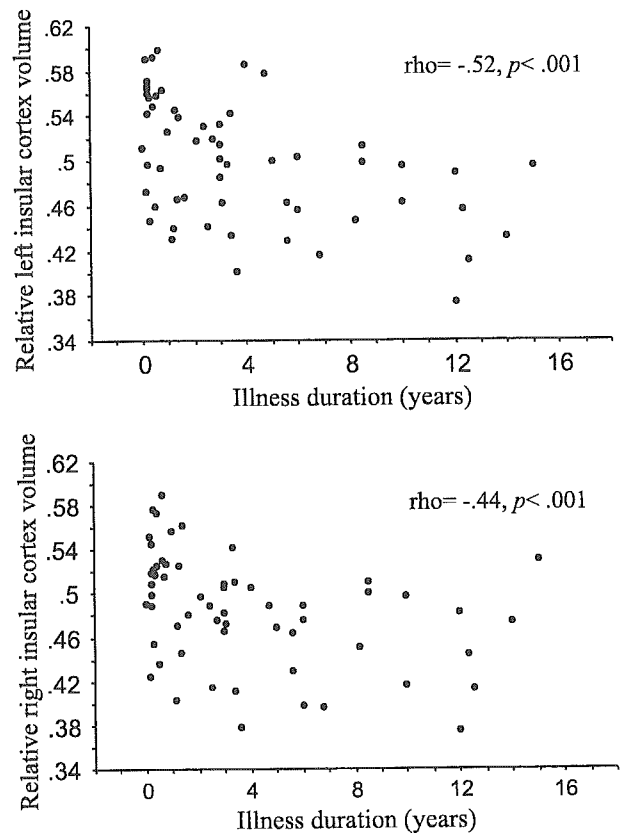 .62
.58
.54
.5
.46
.42
.38
.34
Relative left insular cortex volume
rho= -.52, p< .001
0 4 8 12 16
Illness duration (years)
.62
.58
.54
.5
.46
.42
.38
.34
Relative right insular cortex volume
rho= -.44, p< .001
0 4 8 12 16
Illness duration (years)